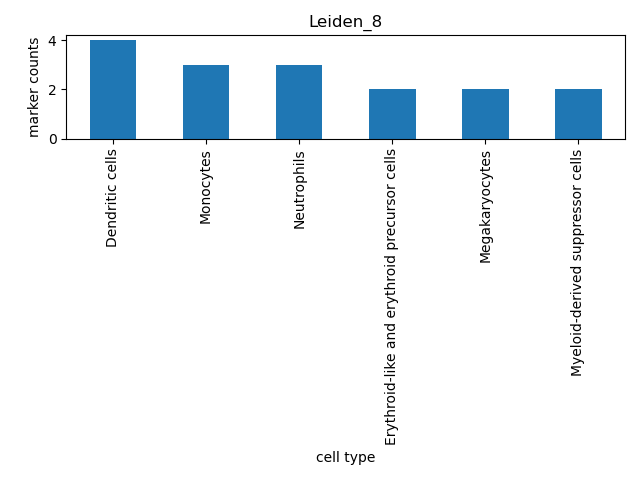 Leiden_8
marker counts
4
2
0
Dendritic cells
Monocytes
Neutrophils
Erythroid-like and erythroid precursor cells
Megakaryocytes
Myeloid-derived suppressor cells
cell type